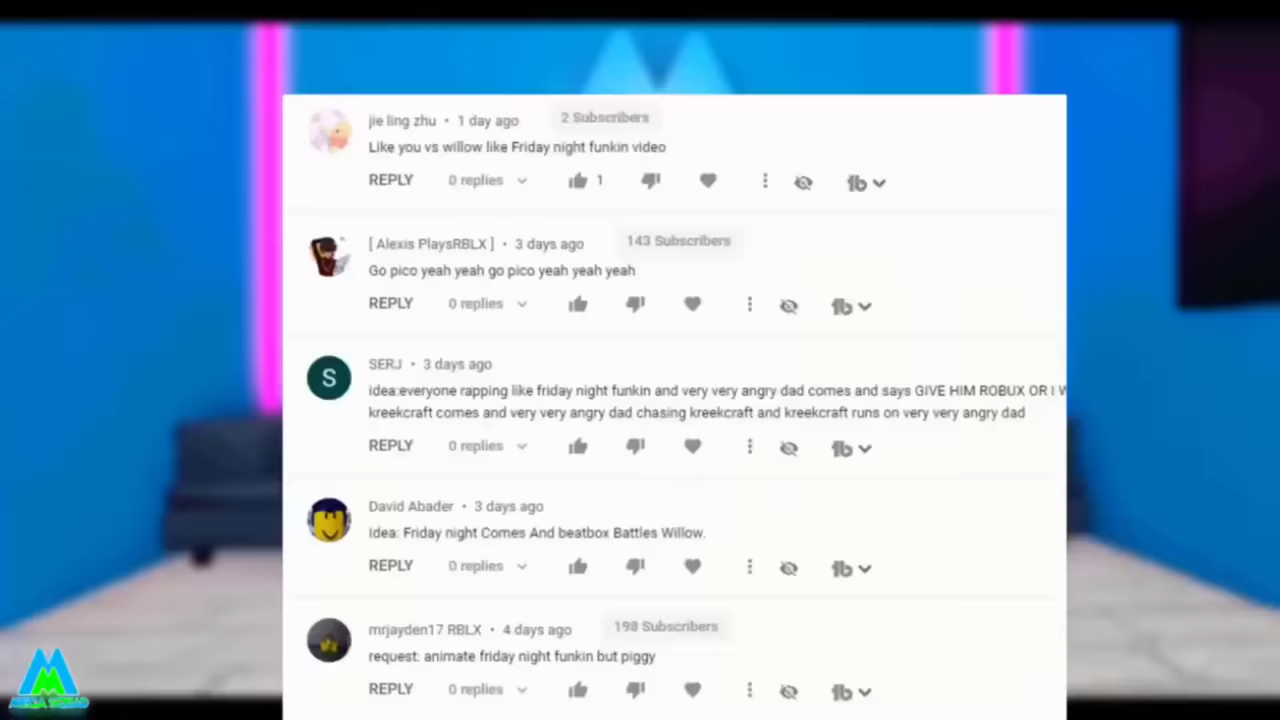 jie ling zhu • 1 day ago 2 Subscribers
Like you vs willow like Friday night funkin video
REPLY 0 replies 1
[ Alexis PlaysRBLX ] • 3 days ago 143 Subscribers
Go pico yeah yeah go pico yeah yeah yeah
REPLY 0 replies
S
SERJ • 3 days ago
idea:everyone rapping like friday night funkin and very very angry dad comes and says GIVE HIM ROBUX OR I
kreekcraft comes and very very angry dad chasing kreekcraft and kreekcraft runs on very very angry dad
REPLY 0 replies
David Abader • 3 days ago
Idea: Friday night Comes And beatbox Battles Willow.
REPLY 0 replies
mrjayden17 RBLX • 4 days ago 198 Subscribers
request: animate friday night funkin but piggy
REPLY 0 replies